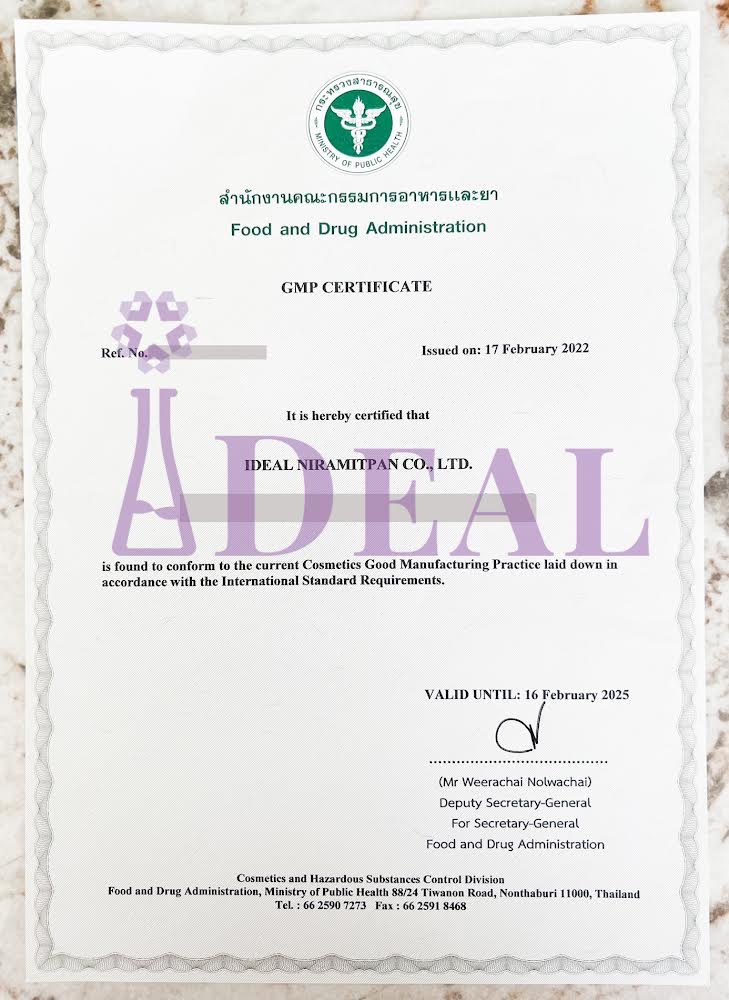 กระทรวงสาธารณสุข
MINISTRY OF PUBLIC HEALTH
สำนักงานคณะกรรมการอาหารและยา
Food and Drug Administration
GMP CERTIFICATE
Ref. No.
Issued on: 17 February 2022
It is hereby certified that
IDEAL NIRAMITPAN CO., LTD.
IDEAL
is found to conform to the current Cosmetics Good Manufacturing Practice laid down in
accordance with the International Standard Requirements.
VALID UNTIL: 16 February 2025
(Mr Weerachai Nolwachai)
Deputy Secretary-General
For Secretary-General
Food and Drug Administration
Cosmetics and Hazardous Substances Control Division
Food and Drug Administration, Ministry of Public Health 88/24 Tiwanon Road, Nonthaburi 11000, Thailand
Tel. : 66 2590 7273 Fax : 66 2591 8468